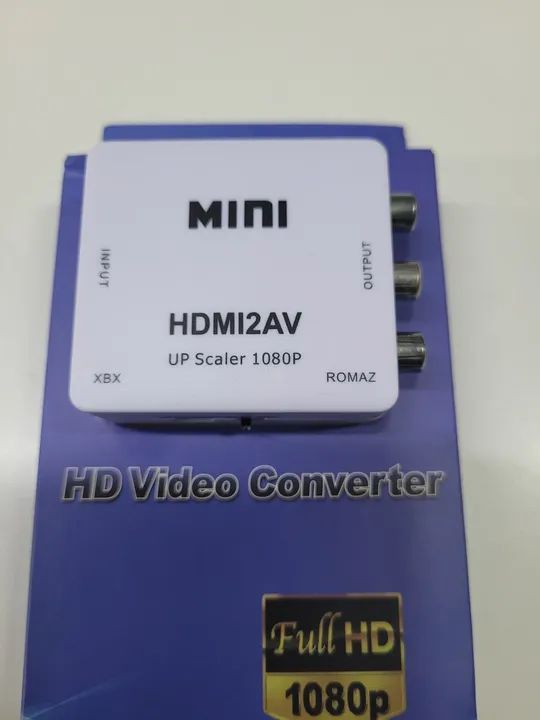 MINI
INPUT
OUTPUT
HDMI2AV
UP Scaler 1080P
XBX
ROMAZ
HD Video Converter
Full HD
1080p